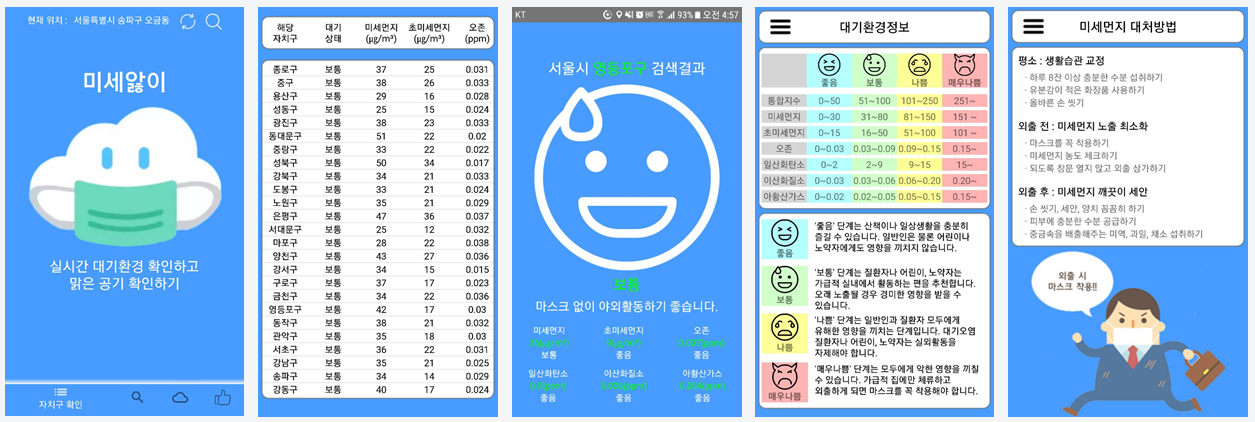 현재 위치 : 서울특별시 송파구 오금동
미세앓이
실시간 대기환경 확인하고
맑은 공기 확인하기
자치구 확인
해당 대기 미세먼지 초미세먼지 오존
자치구 상태 (μg/m³) (μg/m³) (ppm)
종로구 보통 37 25 0.031
중구 보통 38 26 0.033
용산구 보통 29 16 0.028
성동구 보통 25 15 0.024
광진구 보통 38 23 0.033
동대문구 보통 51 22 0.02
중랑구 보통 33 22 0.022
성북구 보통 50 34 0.017
강북구 보통 34 21 0.033
도봉구 보통 33 21 0.024
노원구 보통 35 21 0.029
은평구 보통 47 36 0.037
서대문구 보통 25 12 0.032
마포구 보통 28 22 0.038
양천구 보통 43 27 0.036
강서구 보통 34 15 0.015
구로구 보통 37 17 0.023
금천구 보통 34 22 0.036
영등포구 보통 42 17 0.03
동작구 보통 38 21 0.032
관악구 보통 35 18 0.03
서초구 보통 36 22 0.031
강남구 보통 35 21 0.025
송파구 보통 34 14 0.029
강동구 보통 40 17 0.024
KT 93% 오전 4:57
서울시 영등포구 검색결과
보통
마스크 없이 야외활동하기 좋습니다.
미세먼지 초미세먼지 오존
보통 좋음 좋음
일산화탄소 이산화질소 아황산가스
좋음 좋음 좋음
대기환경정보
좋음 보통 나쁨 매우나쁨
통합지수 0~50 51~100 101~250 251~
미세먼지 0~30 31~80 81~150 151 ~
초미세먼지 0~15 16~50 51~100 101 ~
오존 0~0.03 0.03~0.09 0.09~0.15 0.15~
일산화탄소 0~2 2~9 9~15 15~
이산화질소 0~0.03 0.03~0.06 0.06~0.20 0.20~
아황산가스 0~0.02 0.02~0.05 0.05~0.15 0.15~
좋음
'좋음' 단계는 산책이나 일상생활을 충분히
즐길 수 있습니다. 일반인은 물론 어린이나
노약자에게도 영향을 끼치지 않습니다.
보통
'보통' 단계는 질환자나 어린이, 노약자는
가급적 실내에서 활동하는 편을 추천합니다.
오래 노출될 경우 경미한 영향을 받을 수
있습니다.
나쁨
'나쁨' 단계는 일반인과 질환자 모두에게
유해한 영향을 끼치는 단계입니다. 대기오염
질환자나 어린이, 노약자는 실외활동을
자제해야 합니다.
매우나쁨
'매우나쁨' 단계는 모두에게 악한 영향을 끼칠
수 있습니다. 가급적 집에만 체류하고
외출하게 되면 마스크를 꼭 착용해야 합니다.
미세먼지 대처방법
평소 : 생활습관 교정
· 하루 8잔 이상 충분한 수분 섭취하기
· 유분감이 적은 화장품 사용하기
· 올바른 손 씻기
외출 전 : 미세먼지 노출 최소화
· 마스크를 꼭 착용하기
· 미세먼지 농도 체크하기
· 되도록 창문 열지 않고 외출 삼가하기
외출 후 : 미세먼지 깨끗이 세안
· 손 씻기, 세안, 양치 꼼꼼히 하기
· 피부에 충분한 수분 공급하기
· 중금속을 배출해주는 미역, 과일, 채소 섭취하기
외출 시
마스크 착용!!